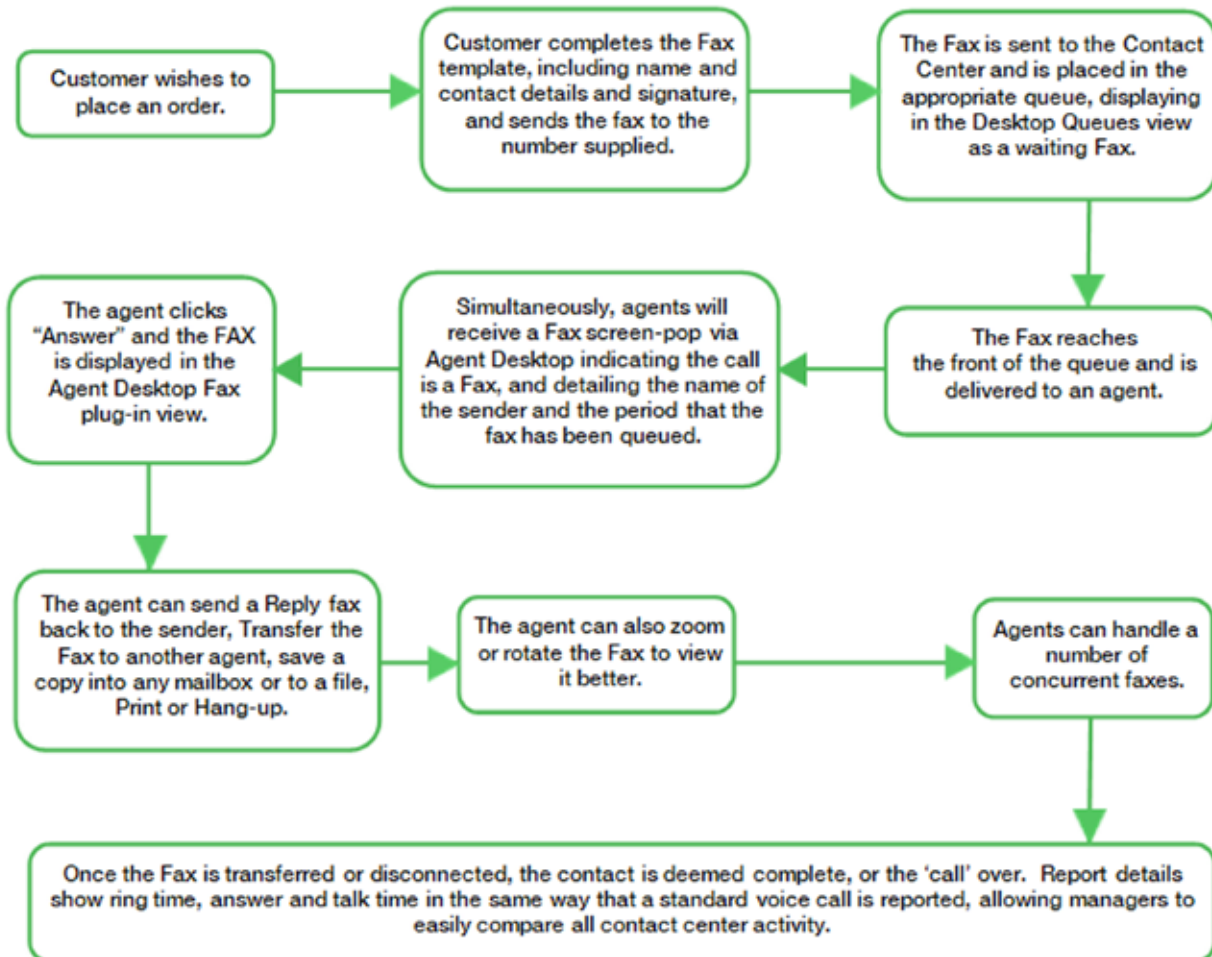 Customer wishes to
place an order.
Customer completes the Fax
template, including name and
contact details and signature,
and sends the fax to the
number supplied.
The Fax is sent to the Contact
Center and is placed in the
appropriate queue, displaying
in the Desktop Queues view
as a waiting Fax.
The Fax reaches
the front of the queue and is
delivered to an agent.
Simultaneously, agents will
receive a Fax screen-pop via
Agent Desktop indicating the call
is a Fax, and detailing the name of
the sender and the period that the
fax has been queued.
The agent clicks
“Answer” and the FAX
is displayed in the
Agent Desktop Fax
plug-in view.
The agent can send a Reply fax
back to the sender, Transfer the
Fax to another agent, save a
copy into any mailbox or to a file,
Print or Hang-up.
The agent can also zoom
or rotate the Fax to view
it better.
Agents can handle a
number of
concurrent faxes.
Once the Fax is transferred or disconnected, the contact is deemed complete, or the ‘call’ over.  Report details
show ring time, answer and talk time in the same way that a standard voice call is reported, allowing managers to
easily compare all contact center activity.